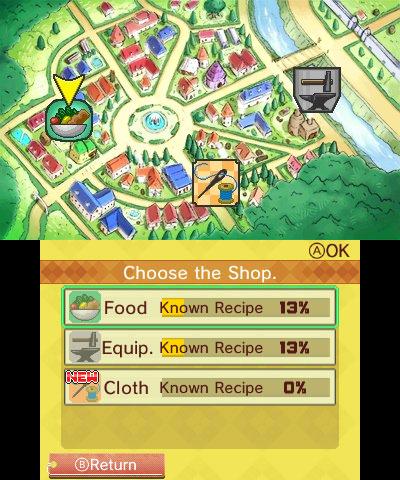 ⒶOK
Choose the Shop.
Food Known Recipe 13%
Equip. Known Recipe 13%
NEW
Cloth Known Recipe 0%
ⒷReturn